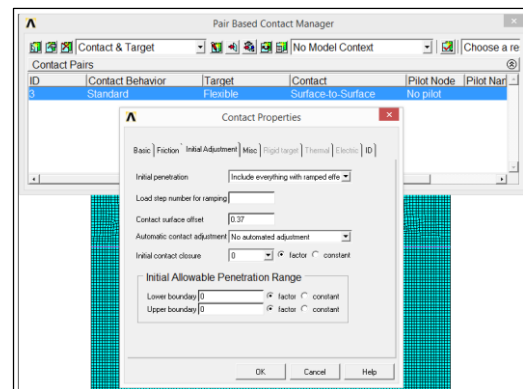 Pair Based Contact Manager
Contact & Target No Model Context Choose a re
Contact Pairs
ID Contact Behavior Target Contact Pilot Node Pilot Nar
3 Standard Flexible Surface-to-Surface No pilot
Contact Properties
Basic Friction Initial Adjustment Misc Rigid target Thermal Electric ID
Initial penetration Include everything with ramped effe
Load step number for ramping
Contact surface offset 0.37
Automatic contact adjustment No automated adjustment
Initial contact closure 0 factor constant
Initial Allowable Penetration Range
Lower boundary 0 factor constant
Upper boundary 0 factor constant
OK Cancel Help